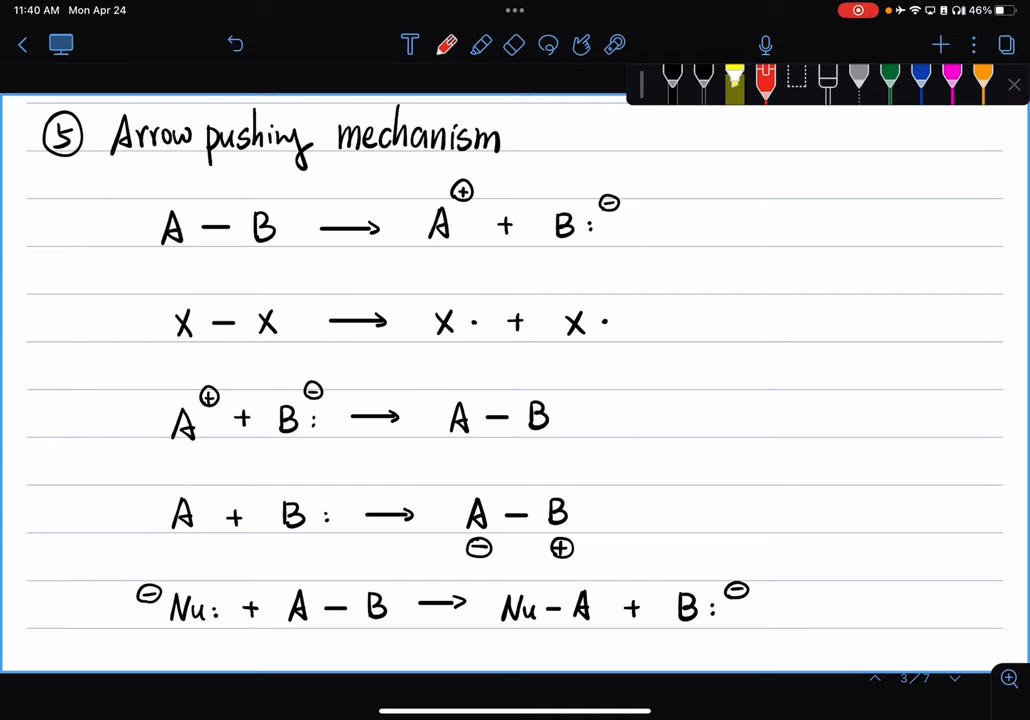 11:40 AM Mon Apr 24
46%
T
⑤ Arrow pushing mechanism
A − B ⟶ A⊕ + B:⊖
X − X ⟶ X· + X·
A⊕ + B:⊖ ⟶ A − B
A + B: ⟶ A⊖ − B⊕
⊖Nu: + A − B ⟶ Nu − A + B:⊖
3/7